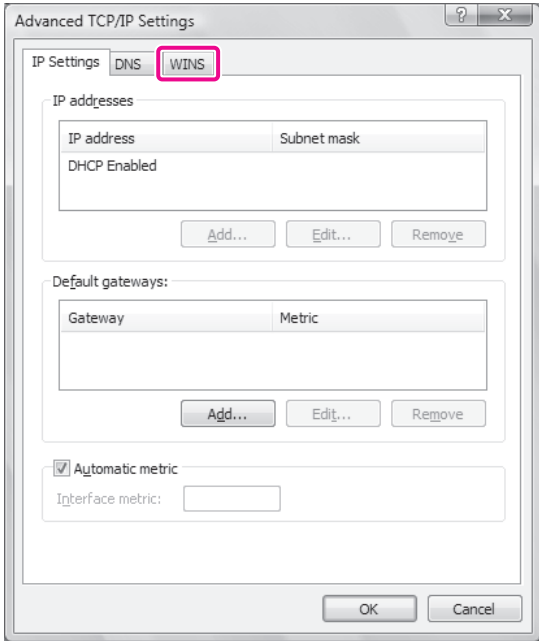 Advanced TCP/IP Settings
IP Settings DNS WINS
IP addresses
IP address Subnet mask
DHCP Enabled
Add... Edit... Remove
Default gateways:
Gateway Metric
Add... Edit... Remove
Automatic metric
Interface metric:
OK Cancel